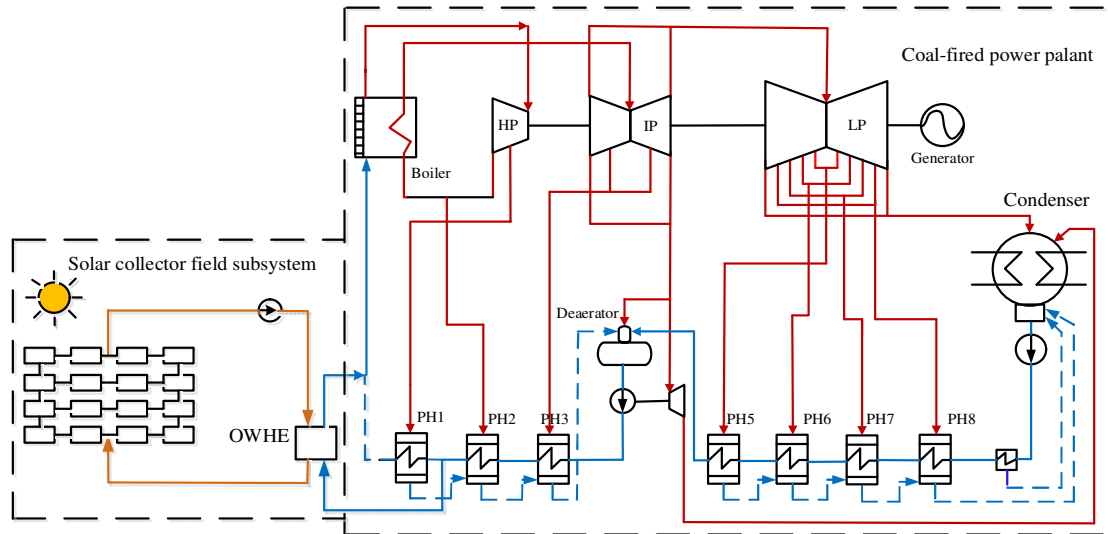 Coal-fired power palant
HP
IP
LP
Boiler
Generator
Condenser
Solar collector field subsystem
Deaerator
PH1
PH2
PH3
PH5
PH6
PH7
PH8
OWHE